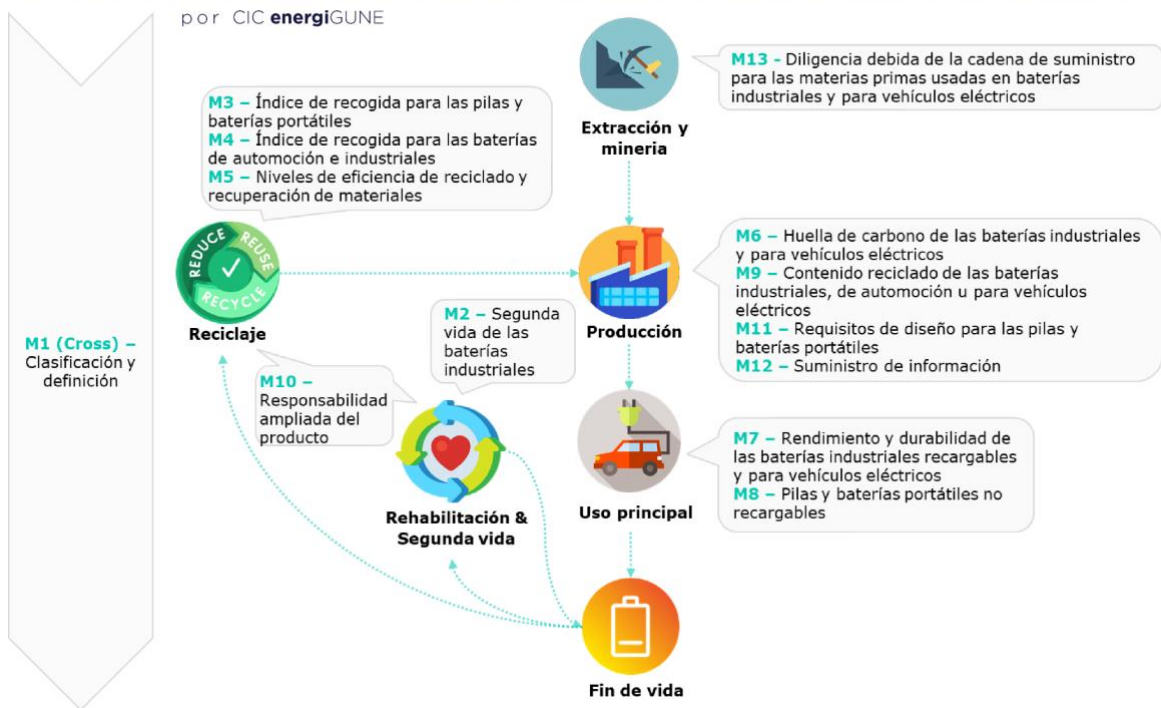 por CIC energiGUNE
M13 - Diligencia debida de la cadena de suministro
para las materias primas usadas en baterías
industriales y para vehículos eléctricos
Extracción y
mineria
M3 – Índice de recogida para las pilas y
baterías portátiles
M4 – Índice de recogida para las baterías
de automoción e industriales
M5 – Niveles de eficiencia de reciclado y
recuperación de materiales
REDUCE
REUSE
RECYCLE
Reciclaje
M6 – Huella de carbono de las baterías industriales
y para vehículos eléctricos
M9 – Contenido reciclado de las baterías
industriales, de automoción u para vehículos
eléctricos
M11 – Requisitos de diseño para las pilas y
baterías portátiles
M12 – Suministro de información
Producción
M1 (Cross) –
Clasificación y
definición
M2 – Segunda
vida de las
baterías
industriales
M10 –
Responsabilidad
ampliada del
producto
Rehabilitación &
Segunda vida
M7 – Rendimiento y durabilidad de
las baterías industriales recargables
y para vehículos eléctricos
M8 – Pilas y baterías portátiles no
recargables
Uso principal
Fin de vida